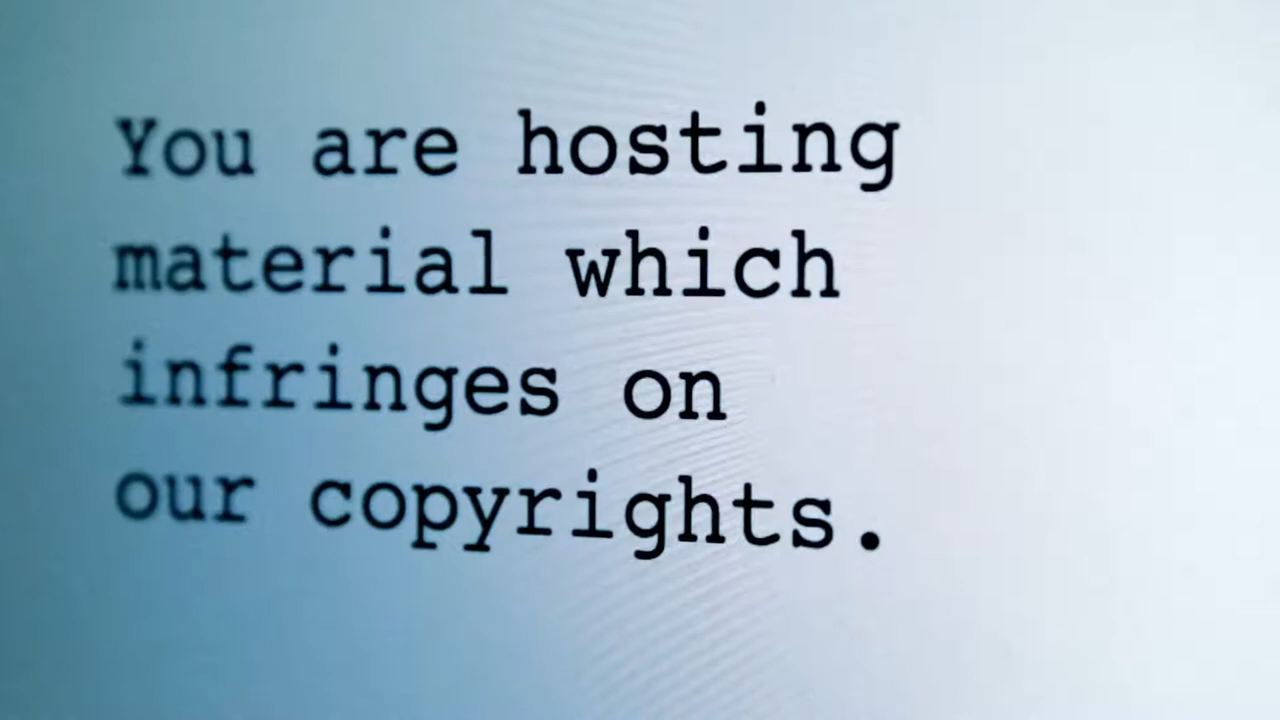 You are hosting
material which
infringes on
our copyrights.